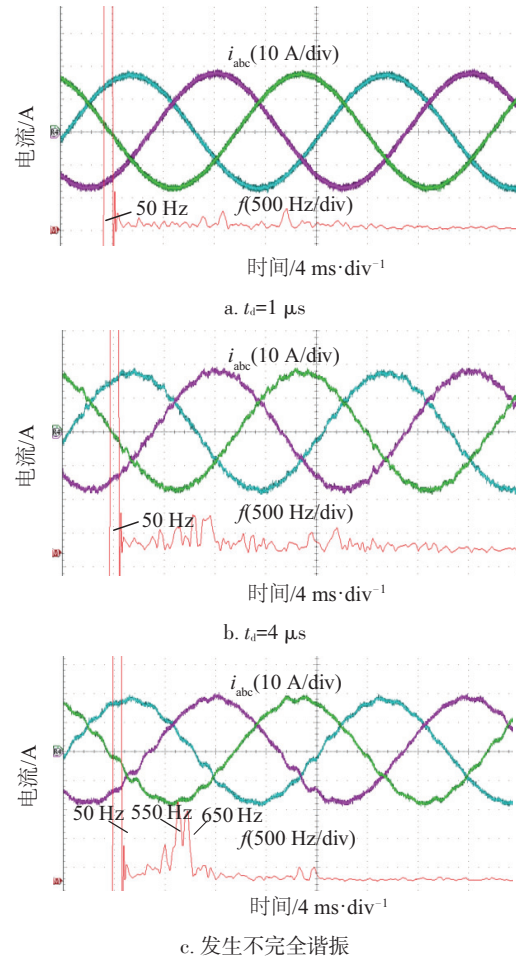 i_abc(10 A/div)
电流/A
50 Hz
f(500 Hz/div)
时间/4 ms·div⁻¹
a. t_d=1 μs
i_abc(10 A/div)
电流/A
50 Hz
f(500 Hz/div)
时间/4 ms·div⁻¹
b. t_d=4 μs
i_abc(10 A/div)
电流/A
50 Hz 550 Hz 650 Hz
f(500 Hz/div)
时间/4 ms·div⁻¹
c. 发生不完全谐振